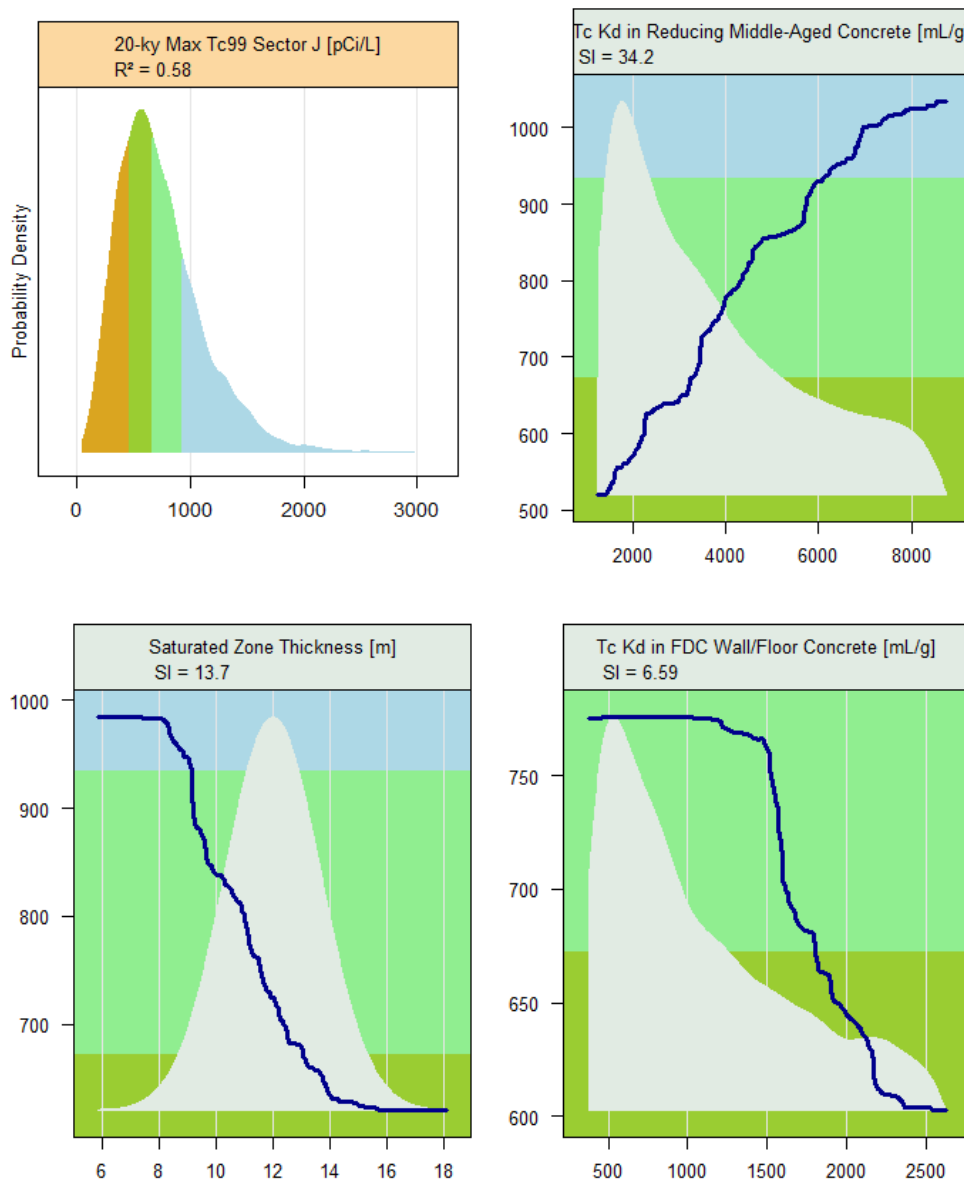 20-ky Max Tc99 Sector J [pCi/L]
R² = 0.58
Probability Density
0 1000 2000 3000
Tc Kd in Reducing Middle-Aged Concrete [mL/g
SI = 34.2
1000
900
800
700
600
500
2000 4000 6000 8000
Saturated Zone Thickness [m]
SI = 13.7
1000
900
800
700
6 8 10 12 14 16 18
Tc Kd in FDC Wall/Floor Concrete [mL/g]
SI = 6.59
750
700
650
600
500 1000 1500 2000 2500